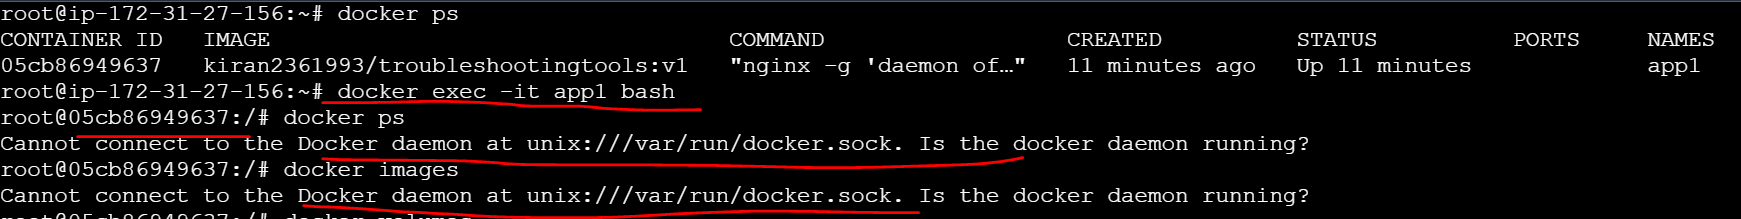 root@ip-172-31-27-156:~# docker ps
CONTAINER ID   IMAGE                             COMMAND                CREATED          STATUS          PORTS     NAMES
05cb86949637   kiran2361993/troubleshootingtools:v1   "nginx -g 'daemon of…"   11 minutes ago   Up 11 minutes             app1
root@ip-172-31-27-156:~# docker exec -it app1 bash
root@05cb86949637:/# docker ps
Cannot connect to the Docker daemon at unix:///var/run/docker.sock. Is the docker daemon running?
root@05cb86949637:/# docker images
Cannot connect to the Docker daemon at unix:///var/run/docker.sock. Is the docker daemon running?
root@05cb86949637:/# docker volumes